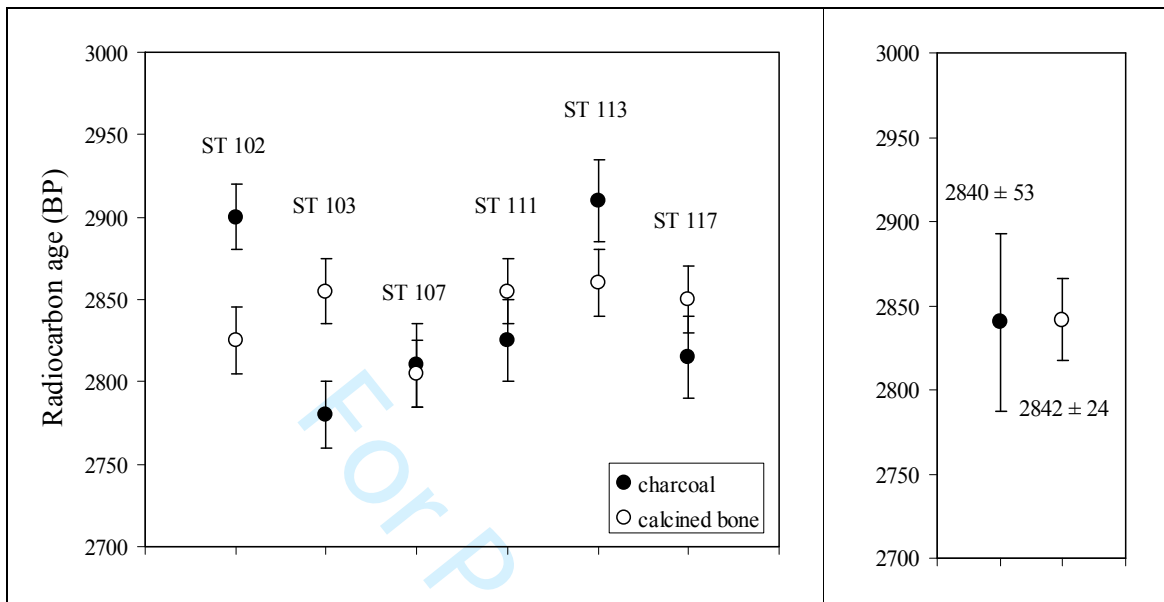 3000
2950
2900
2850
2800
2750
2700
Radiocarbon age (BP)
ST 102
ST 103
ST 107
ST 111
ST 113
ST 117
charcoal
calcined bone
For P
3000
2950
2900
2850
2800
2750
2700
2840 ± 53
2842 ± 24